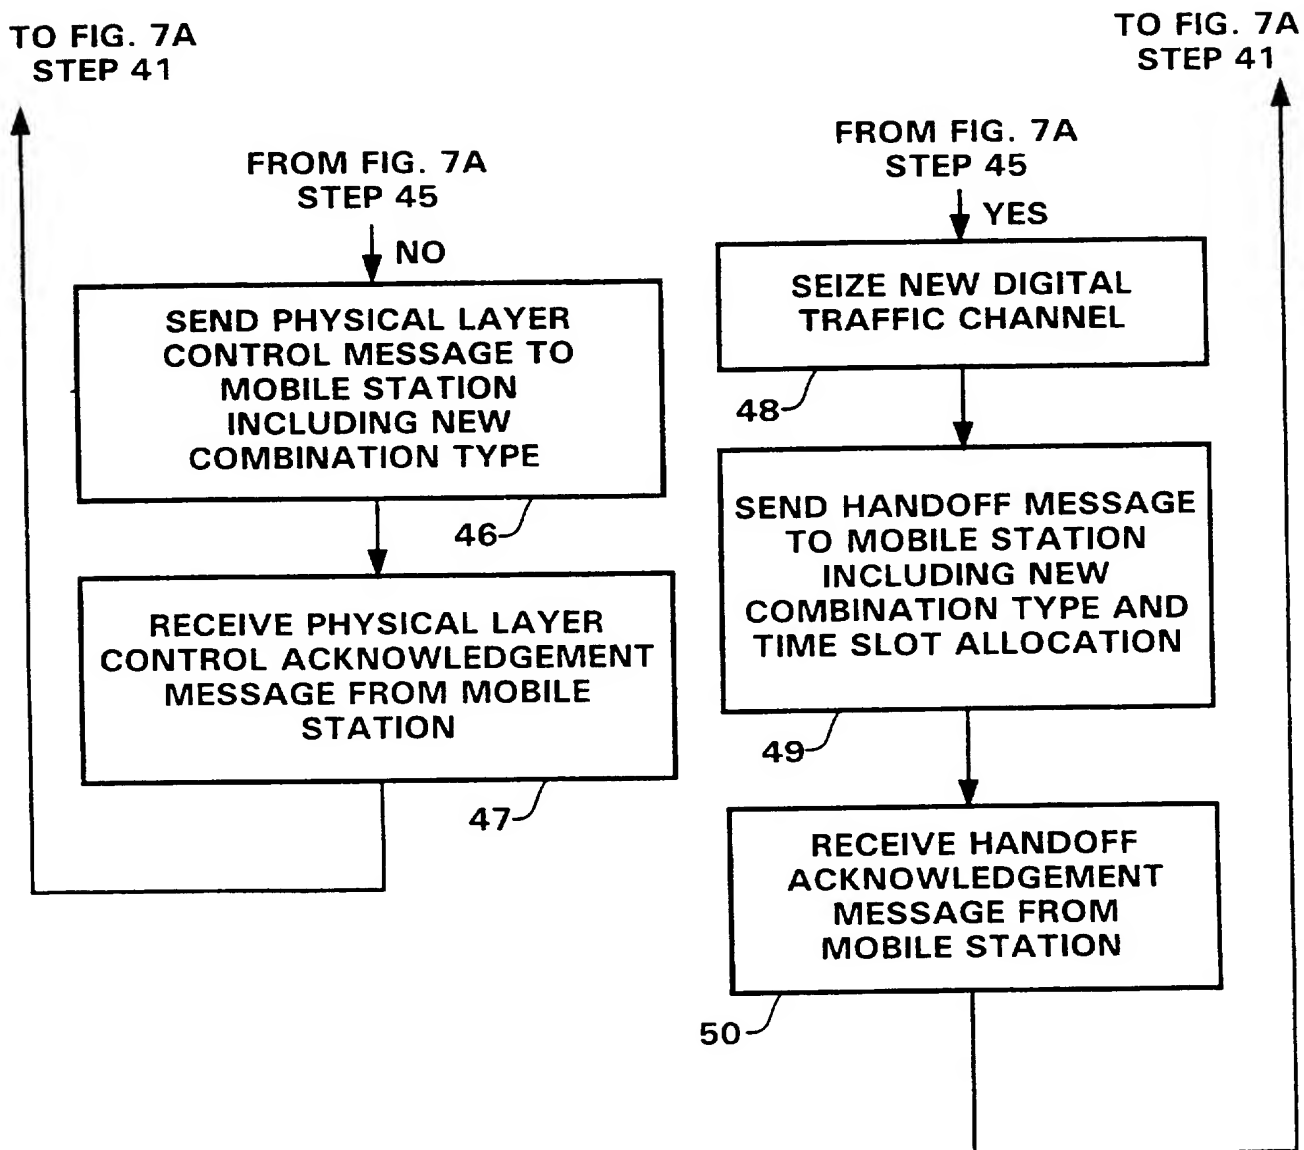 TO FIG. 7A
STEP 41
FROM FIG. 7A
STEP 45
NO
SEND PHYSICAL LAYER
CONTROL MESSAGE TO
MOBILE STATION
INCLUDING NEW
COMBINATION TYPE
46
RECEIVE PHYSICAL LAYER
CONTROL ACKNOWLEDGEMENT
MESSAGE FROM MOBILE
STATION
47
TO FIG. 7A
STEP 41
FROM FIG. 7A
STEP 45
YES
SEIZE NEW DIGITAL
TRAFFIC CHANNEL
48
SEND HANDOFF MESSAGE
TO MOBILE STATION
INCLUDING NEW
COMBINATION TYPE AND
TIME SLOT ALLOCATION
49
RECEIVE HANDOFF
ACKNOWLEDGEMENT
MESSAGE FROM
MOBILE STATION
50